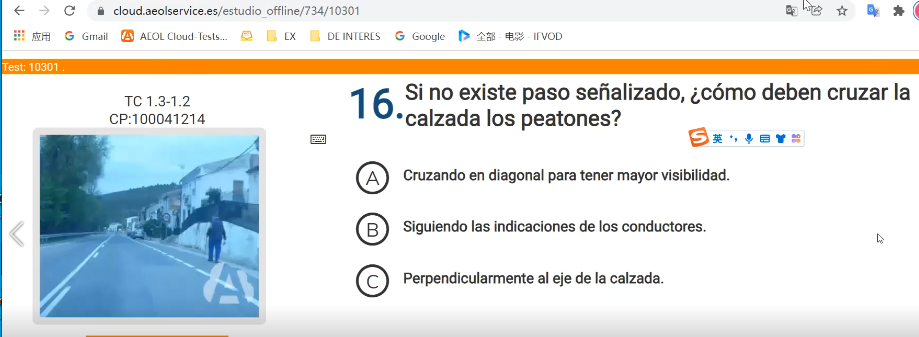 cloud.aeolservice.es/estudio_offline/734/10301
应用 Gmail AEOL Cloud-Tests... EX DE INTERES Google 全部 - 电影 - IFVOD
Test: 10301 .
TC 1.3-1.2
CP:100041214
16. Si no existe paso señalizado, ¿cómo deben cruzar la
calzada los peatones?
英
A Cruzando en diagonal para tener mayor visibilidad.
B Siguiendo las indicaciones de los conductores.
C Perpendicularmente al eje de la calzada.